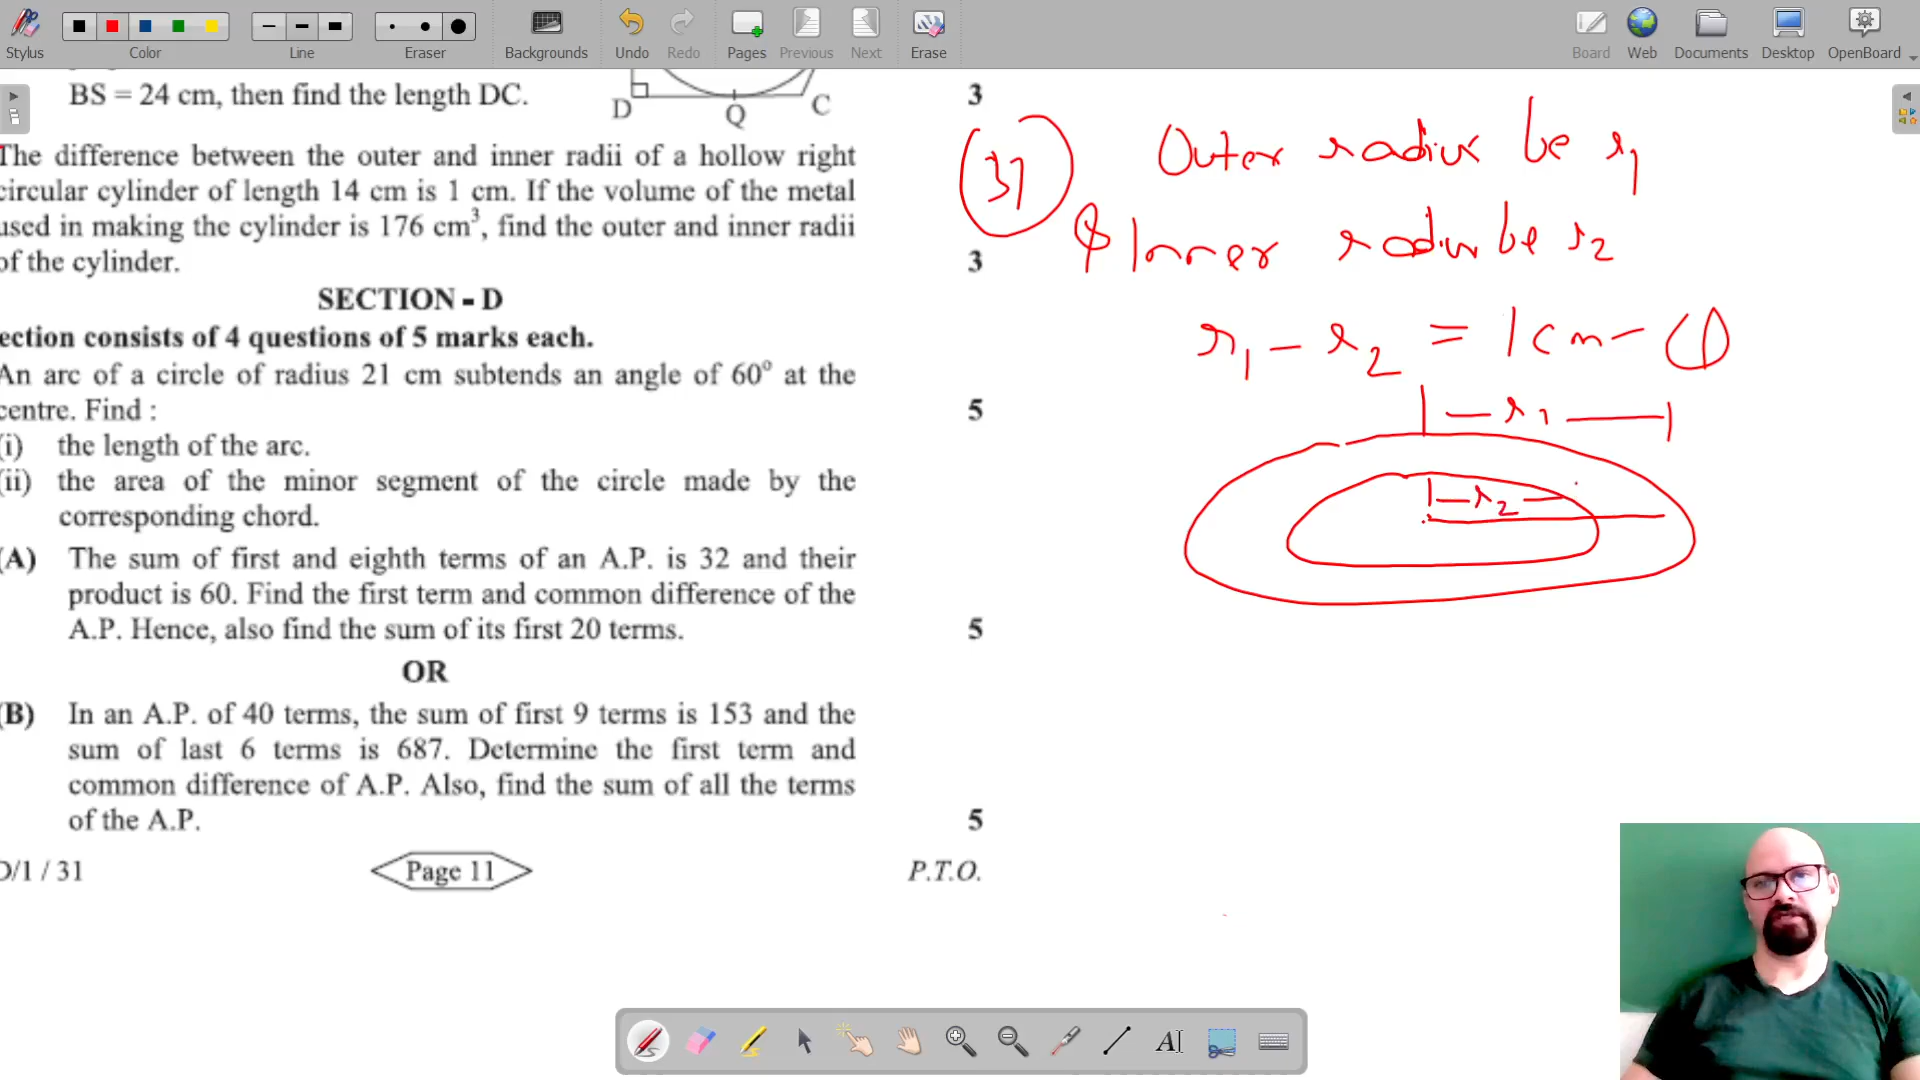 Stylus Color Line Eraser Backgrounds Undo Redo Pages Previous Next Erase Board Web Documents Desktop OpenBoard
BS = 24 cm, then find the length DC.
D Q C
3
The difference between the outer and inner radii of a hollow right
circular cylinder of length 14 cm is 1 cm. If the volume of the metal
used in making the cylinder is 176 cm³, find the outer and inner radii
of the cylinder.
3
SECTION - D
ection consists of 4 questions of 5 marks each.
An arc of a circle of radius 21 cm subtends an angle of 60° at the
centre. Find :
5
(i) the length of the arc.
(ii) the area of the minor segment of the circle made by the
corresponding chord.
(A) The sum of first and eighth terms of an A.P. is 32 and their
product is 60. Find the first term and common difference of the
A.P. Hence, also find the sum of its first 20 terms.
5
OR
(B) In an A.P. of 40 terms, the sum of first 9 terms is 153 and the
sum of last 6 terms is 687. Determine the first term and
common difference of A.P. Also, find the sum of all the terms
of the A.P.
5
D/1 / 31
Page 11
P.T.O.
31
Outer radius be r1
& Inner radius be r2
r1 - r2 = 1cm - (1)
r1
r2